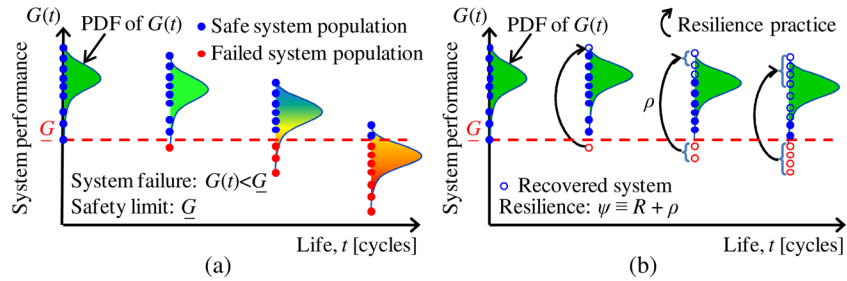 G(t)
PDF of G(t)
Safe system population
Failed system population
System performance
G
System failure: G(t)<G
Safety limit: G
Life, t [cycles]
(a)
G(t)
PDF of G(t)
Resilience practice
System performance
ρ
G
Recovered system
Resilience: ψ ≡ R + ρ
Life, t [cycles]
(b)